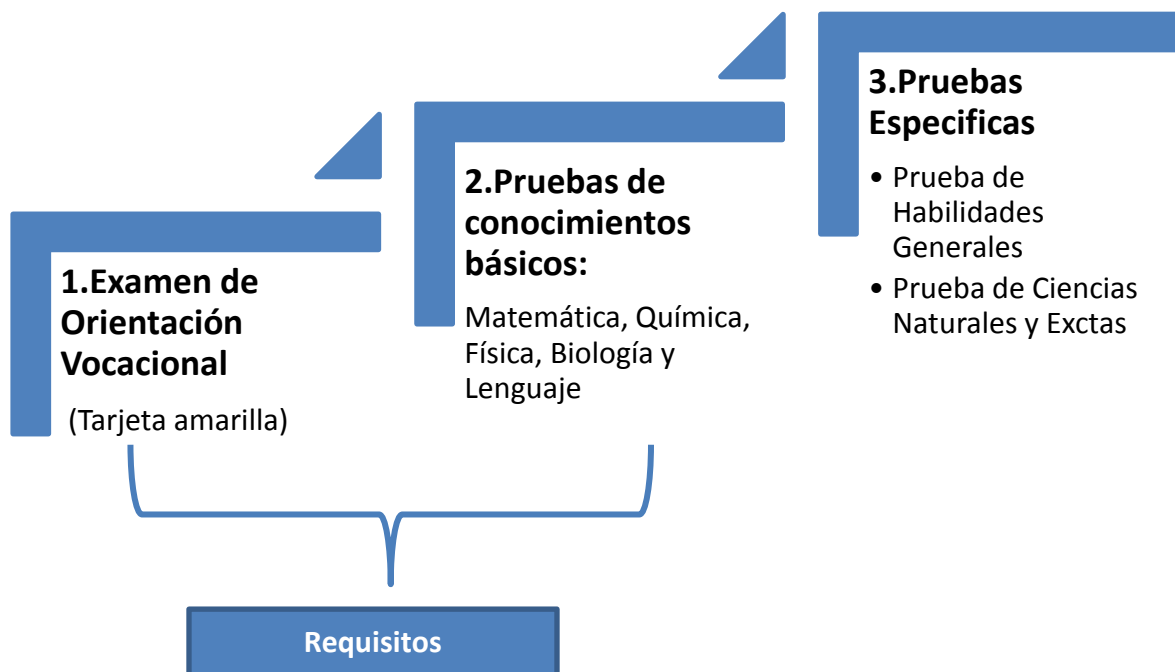 1.Examen de
Orientación
Vocacional
(Tarjeta amarilla)
2.Pruebas de
conocimientos
básicos:
Matemática, Química,
Física, Biología y
Lenguaje
3.Pruebas
Especificas
• Prueba de
Habilidades
Generales
• Prueba de Ciencias
Naturales y Exctas
Requisitos